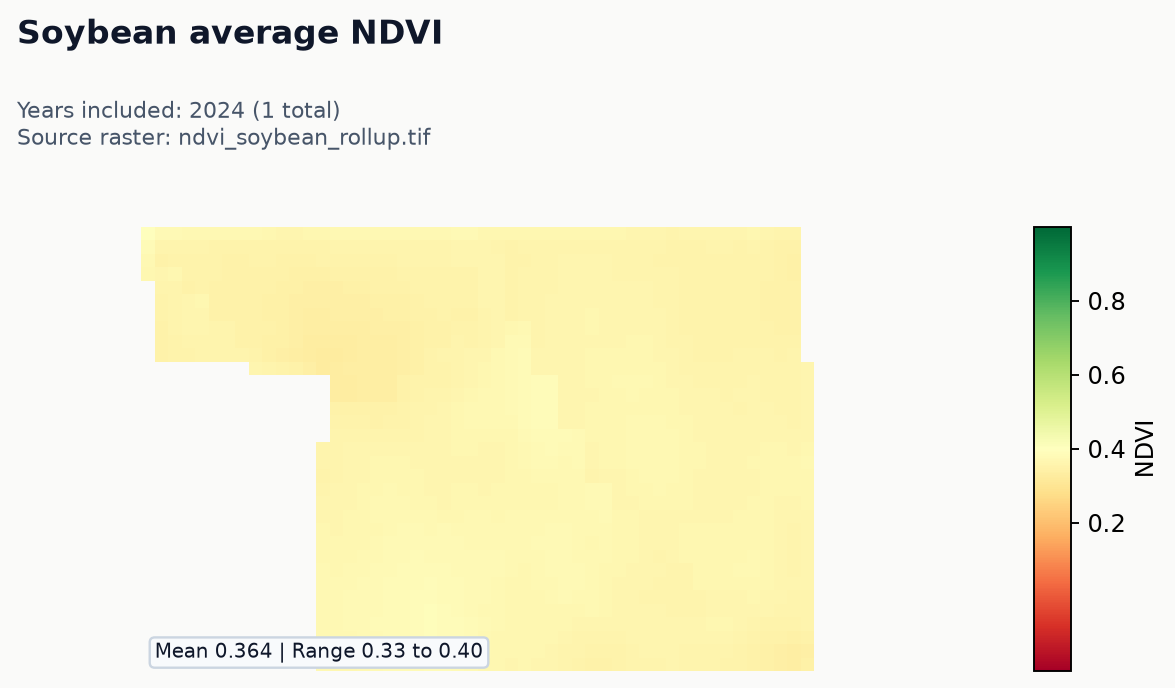 Soybean average NDVI
Years included: 2024 (1 total)
Source raster: ndvi_soybean_rollup.tif
0.8
0.6
0.4
0.2
NDVI
Mean 0.364 | Range 0.33 to 0.40